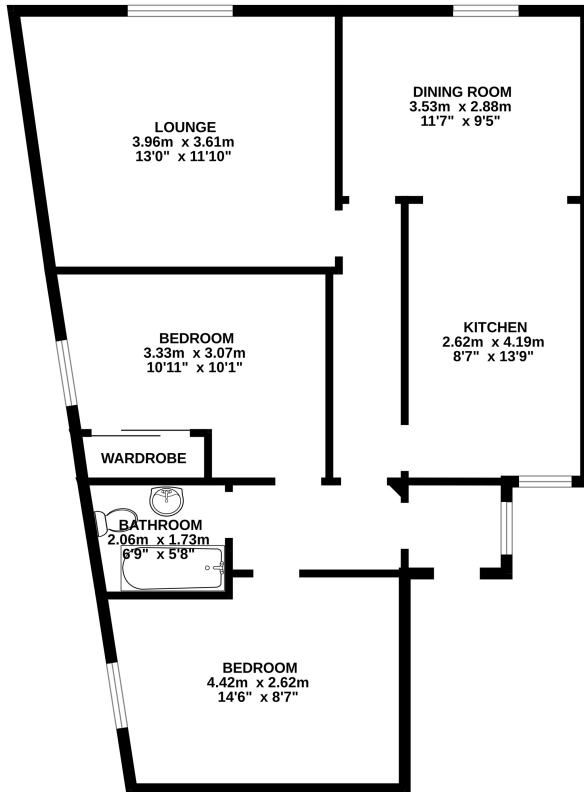 DINING ROOM
3.53m x 2.88m
11'7" x 9'5"
LOUNGE
3.96m x 3.61m
13'0" x 11'10"
KITCHEN
2.62m x 4.19m
8'7" x 13'9"
BEDROOM
3.33m x 3.07m
10'11" x 10'1"
WARDROBE
BATHROOM
2.06m x 1.73m
6'9" x 5'8"
BEDROOM
4.42m x 2.62m
14'6" x 8'7"